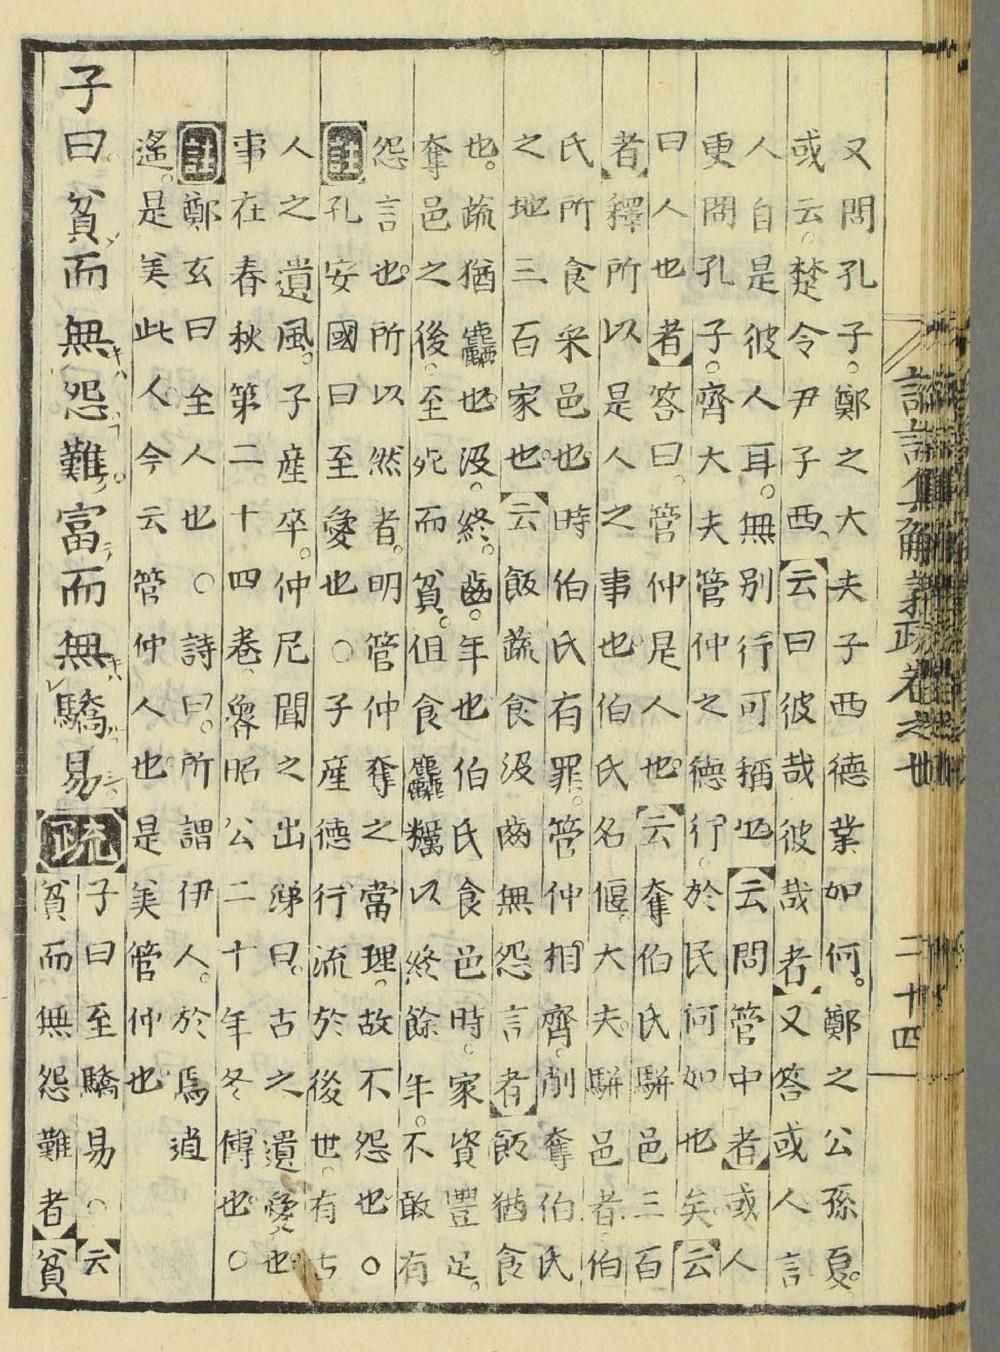 又問孔子。鄭之大夫子西德業如何。鄭之公孫夏。
或云。楚令尹子西。云曰彼哉彼哉者又答或人言
人自是彼人耳。無別行可稱也云問管中者或人
更問孔子。齊大夫管仲之德行。於民何如也矣云
曰人也者答曰。管仲是人也。云奪伯氏駢邑三百
者釋所以是人之事也伯氏名偃。大夫。駢邑者。伯
氏所食采邑也。時伯氏有罪。管仲相齊。削奪伯氏
之地三百家也。云飯蔬食沒齒無怨言者飯猶食
也。蔬猶麤也。沒。終。齒。年也伯氏食邑時。家資豐足。
奪邑之後。至死而貧。但食麤糲以終餘年。不敢有
怨言也。所以然者。明管仲奪之當理。故不怨也。○
註孔安國曰至愛也○子產德行流於後世。有古
人之遺風。子產卒。仲尼聞之出涕曰。古之遺愛也
事在春秋第二十四卷。魯昭公二十年冬傳也。○
註鄭玄曰全人也○詩曰。所謂伊人。於焉逍
遙。是美此人。今云管仲人也。是美管仲也。
子曰貧而無怨難。富而無驕易疏
子曰至驕易○云
貧而無怨難者貧
二十四